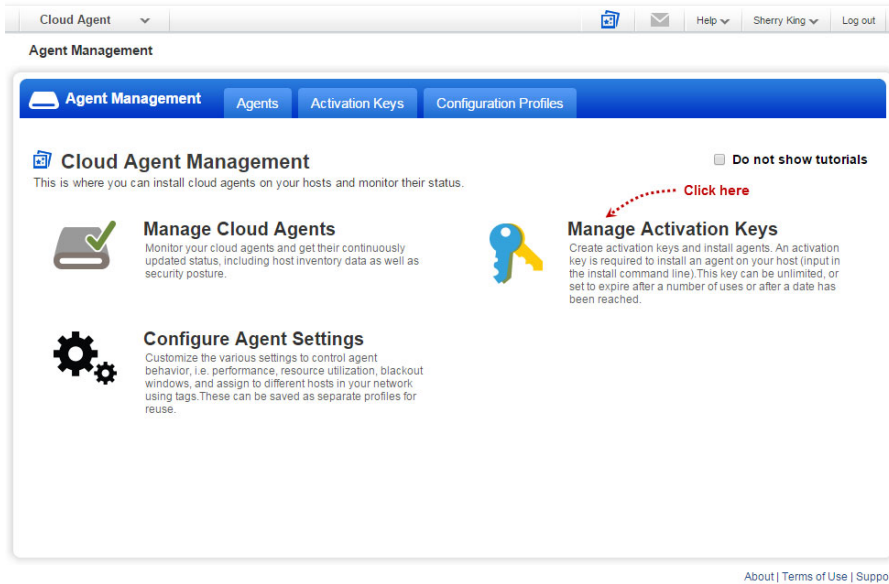 Cloud Agent
Help
Sherry King
Log out
Agent Management
Agent Management
Agents
Activation Keys
Configuration Profiles
Cloud Agent Management
Do not show tutorials
This is where you can install cloud agents on your hosts and monitor their status.
Click here
Manage Cloud Agents
Monitor your cloud agents and get their continuously
updated status, including host inventory data as well as
security posture.
Manage Activation Keys
Create activation keys and install agents. An activation
key is required to install an agent on your host (input in
the install command line).This key can be unlimited, or
set to expire after a number of uses or after a date has
been reached.
Configure Agent Settings
Customize the various settings to control agent
behavior, i.e. performance, resource utilization, blackout
windows, and assign to different hosts in your network
using tags.These can be saved as separate profiles for
reuse.
About | Terms of Use | Suppo